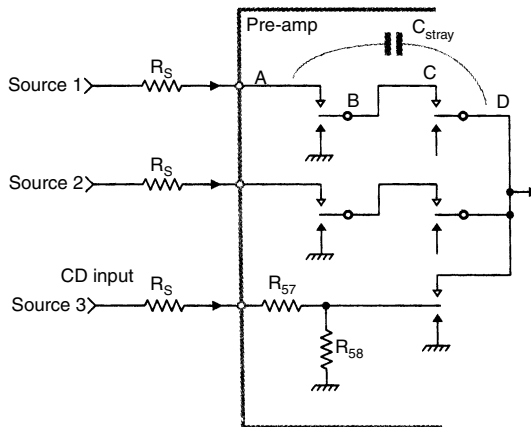 Pre-amp
C_stray
Source 1
R_S
A
B
C
D
Source 2
R_S
CD input
Source 3
R_S
R_57
R_58